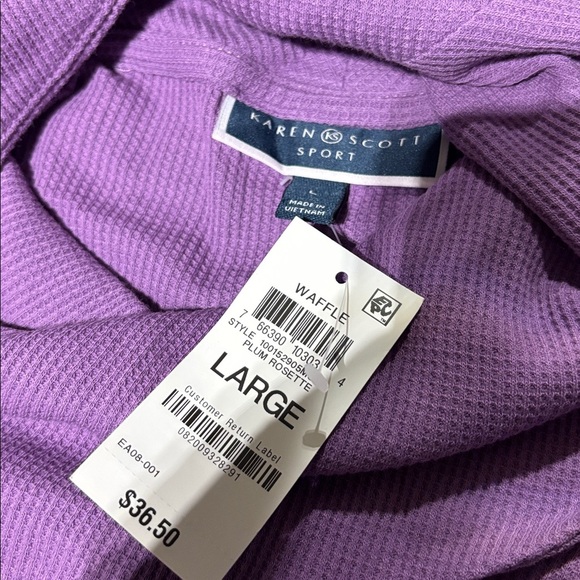 KAREN KS SCOTT
SPORT
L
MADE IN
VIETNAM
WAFFLE
7 66390 10303 4
STYLE 100152905M
PLUM ROSETTE
LARGE
Customer Return Label
082009328291
EA08-001
$36.50